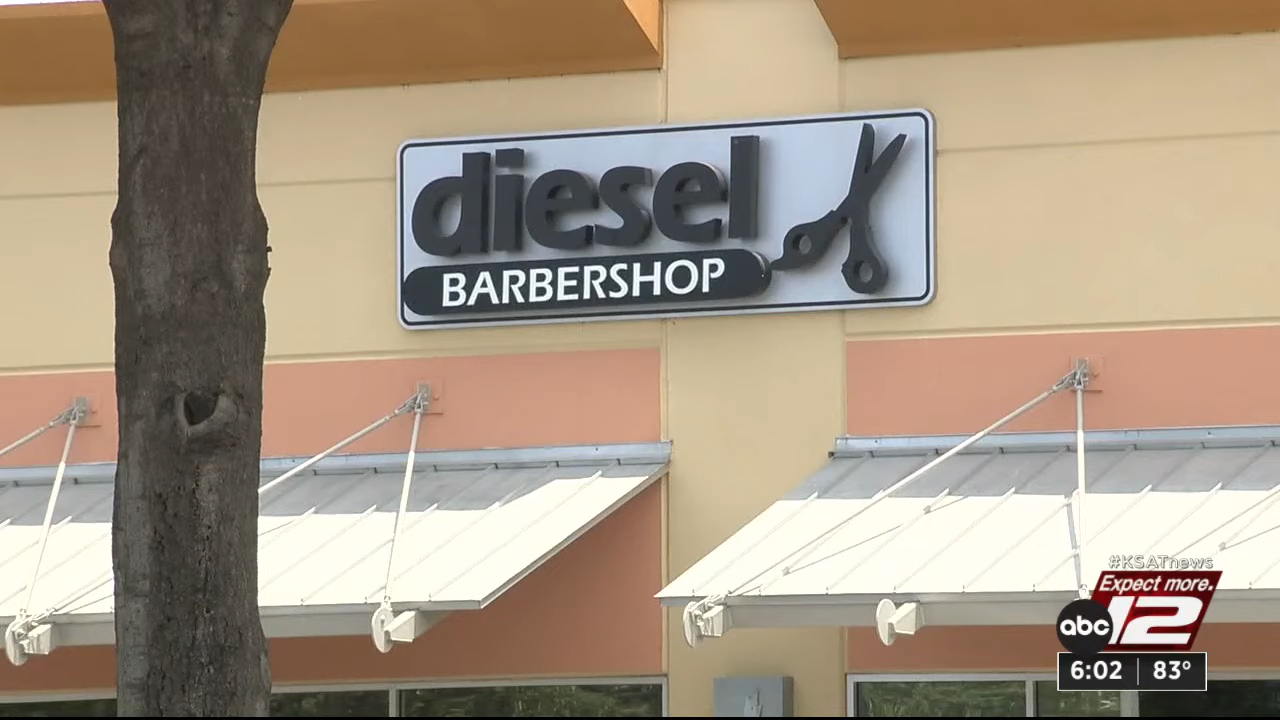 diesel
BARBERSHOP
#KSATnews
Expect more.
abc 12
6:02 83°